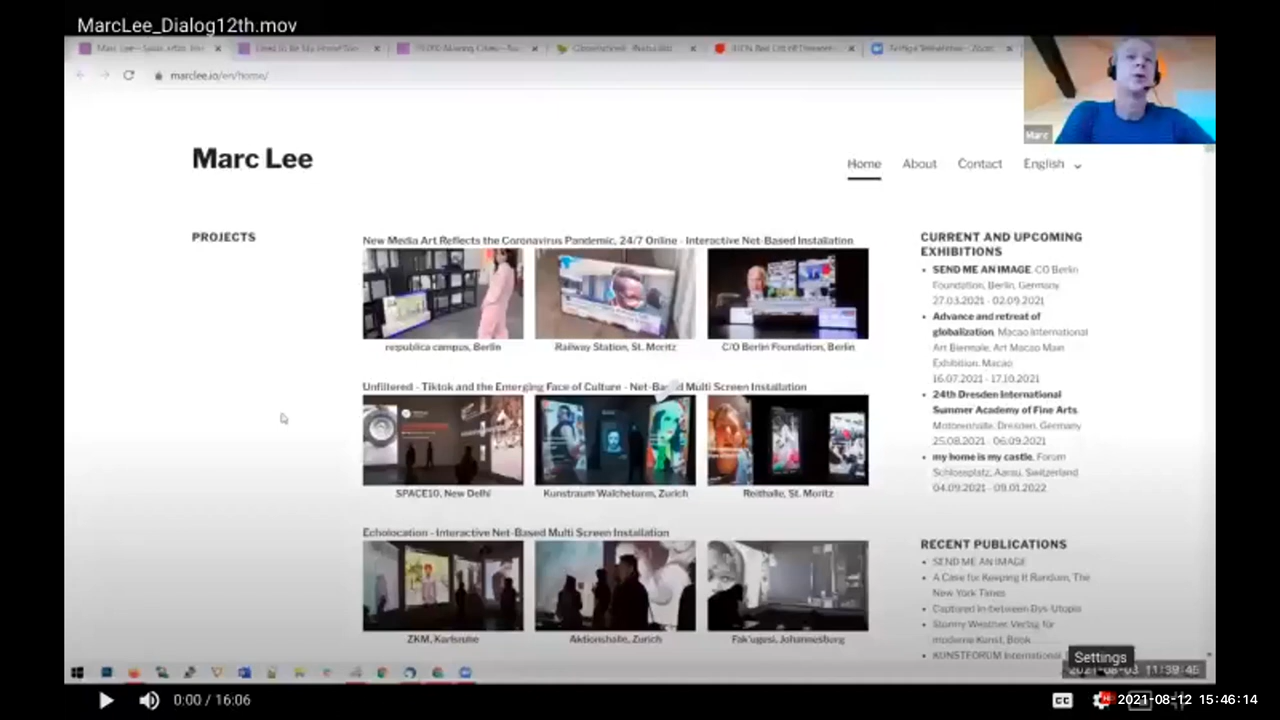 MarcLee_Dialog12th.mov
marclee.io/en/home/
Marc
Marc Lee
Home
About
Contact
English
PROJECTS
New Media Art Reflects the Coronavirus Pandemic, 24/7 Online - Interactive Net-Based Installation
republica campus, Berlin
Railway Station, St. Moritz
C/O Berlin Foundation, Berlin
Unfiltered - Tiktok and the Emerging Face of Culture - Net-Based Multi Screen Installation
SPACE10, New Delhi
Kunstraum Walcheturm, Zurich
Reithalle, St. Moritz
Echolocation - Interactive Net-Based Multi Screen Installation
ZKM, Karlsruhe
Aktionshalle, Zurich
Fak'ugesi, Johannesburg
CURRENT AND UPCOMING
EXHIBITIONS
SEND ME AN IMAGE. CO Berlin
Foundation, Berlin, Germany
27.03.2021 - 02.09.2021
Advance and retreat of
globalization. Macao International
Art Biennale, Art Macao Main
Exhibition. Macao
16.07.2021 - 17.10.2021
24th Dresden International
Summer Academy of Fine Arts.
Motorenhalle, Dresden, Germany
25.08.2021 - 06.09.2021
my home is my castle. Forum
Schlossplatz, Aarau, Switzerland
04.09.2021 - 09.01.2022
RECENT PUBLICATIONS
SEND ME AN IMAGE
A Case for Keeping It Random, The
New York Times
Captured in-between Dys-Utopia
Stormy Weather. Verlag für
moderne Kunst, Book
KUNSTFORUM International
Settings
2021-08-03 11:39:46
0:00 / 16:06
CC
2021-08-12 15:46:14